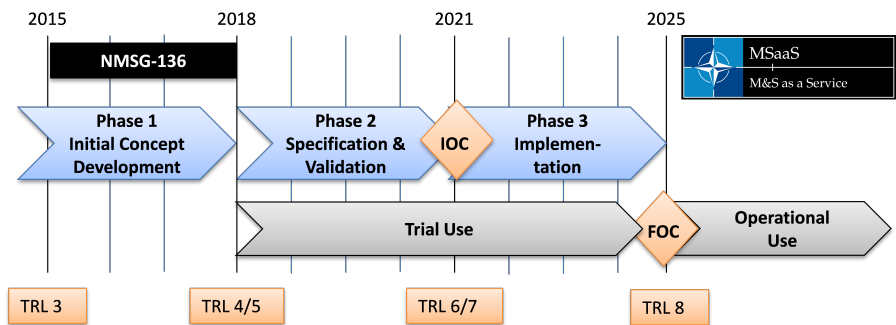 2015 2018 2021 2025
NMSG-136
MSaaS
M&S as a Service
Phase 1
Initial Concept
Development
Phase 2
Specification &
Validation
IOC
Phase 3
Implemen-
tation
Trial Use
FOC
Operational
Use
TRL 3
TRL 4/5
TRL 6/7
TRL 8